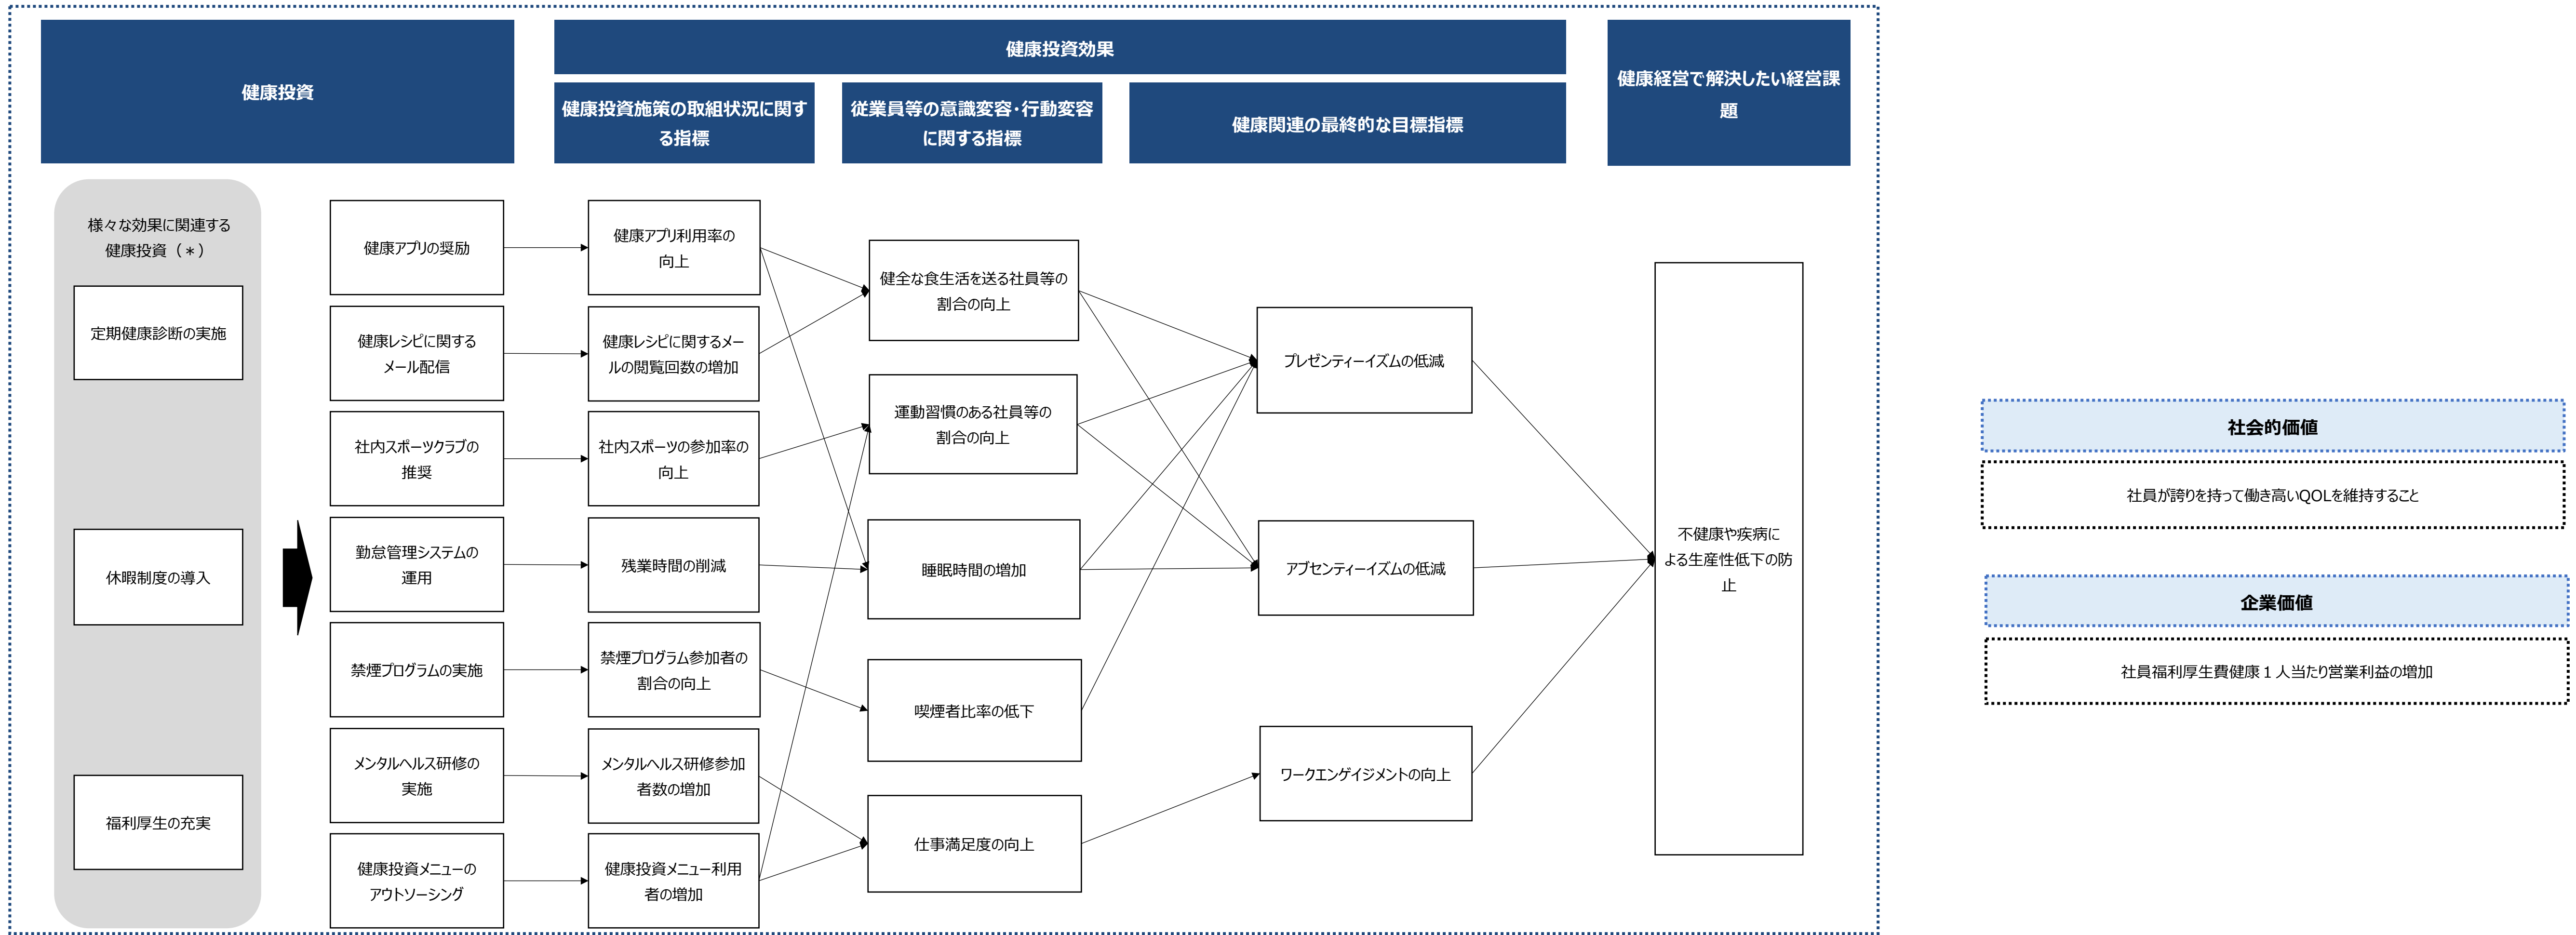 健康投資
健康投資効果
健康経営で解決したい経営課
題
健康投資施策の取組状況に関す
る指標
従業員等の意識変容･行動変容
に関する指標
健康関連の最終的な目標指標
様々な効果に関連する
健康投資（＊）
定期健康診断の実施
休暇制度の導入
福利厚生の充実
健康アプリの奨励
健康レシピに関する
メール配信
社内スポーツクラブの
推奨
勤怠管理システムの
運用
禁煙プログラムの実施
メンタルヘルス研修の
実施
健康投資メニューの
アウトソーシング
健康アプリ利用率の
向上
健康レシピに関するメー
ルの閲覧回数の増加
社内スポーツの参加率の
向上
残業時間の削減
禁煙プログラム参加者の
割合の向上
メンタルヘルス研修参加
者数の増加
健康投資メニュー利用
者の増加
健全な食生活を送る社員等の
割合の向上
運動習慣のある社員等の
割合の向上
睡眠時間の増加
喫煙者比率の低下
仕事満足度の向上
プレゼンティーイズムの低減
アブセンティーイズムの低減
ワークエンゲイジメントの向上
不健康や疾病に
よる生産性低下の防
止
社会的価値
社員が誇りを持って働き高いQOLを維持すること
企業価値
社員福利厚生費健康１人当たり営業利益の増加